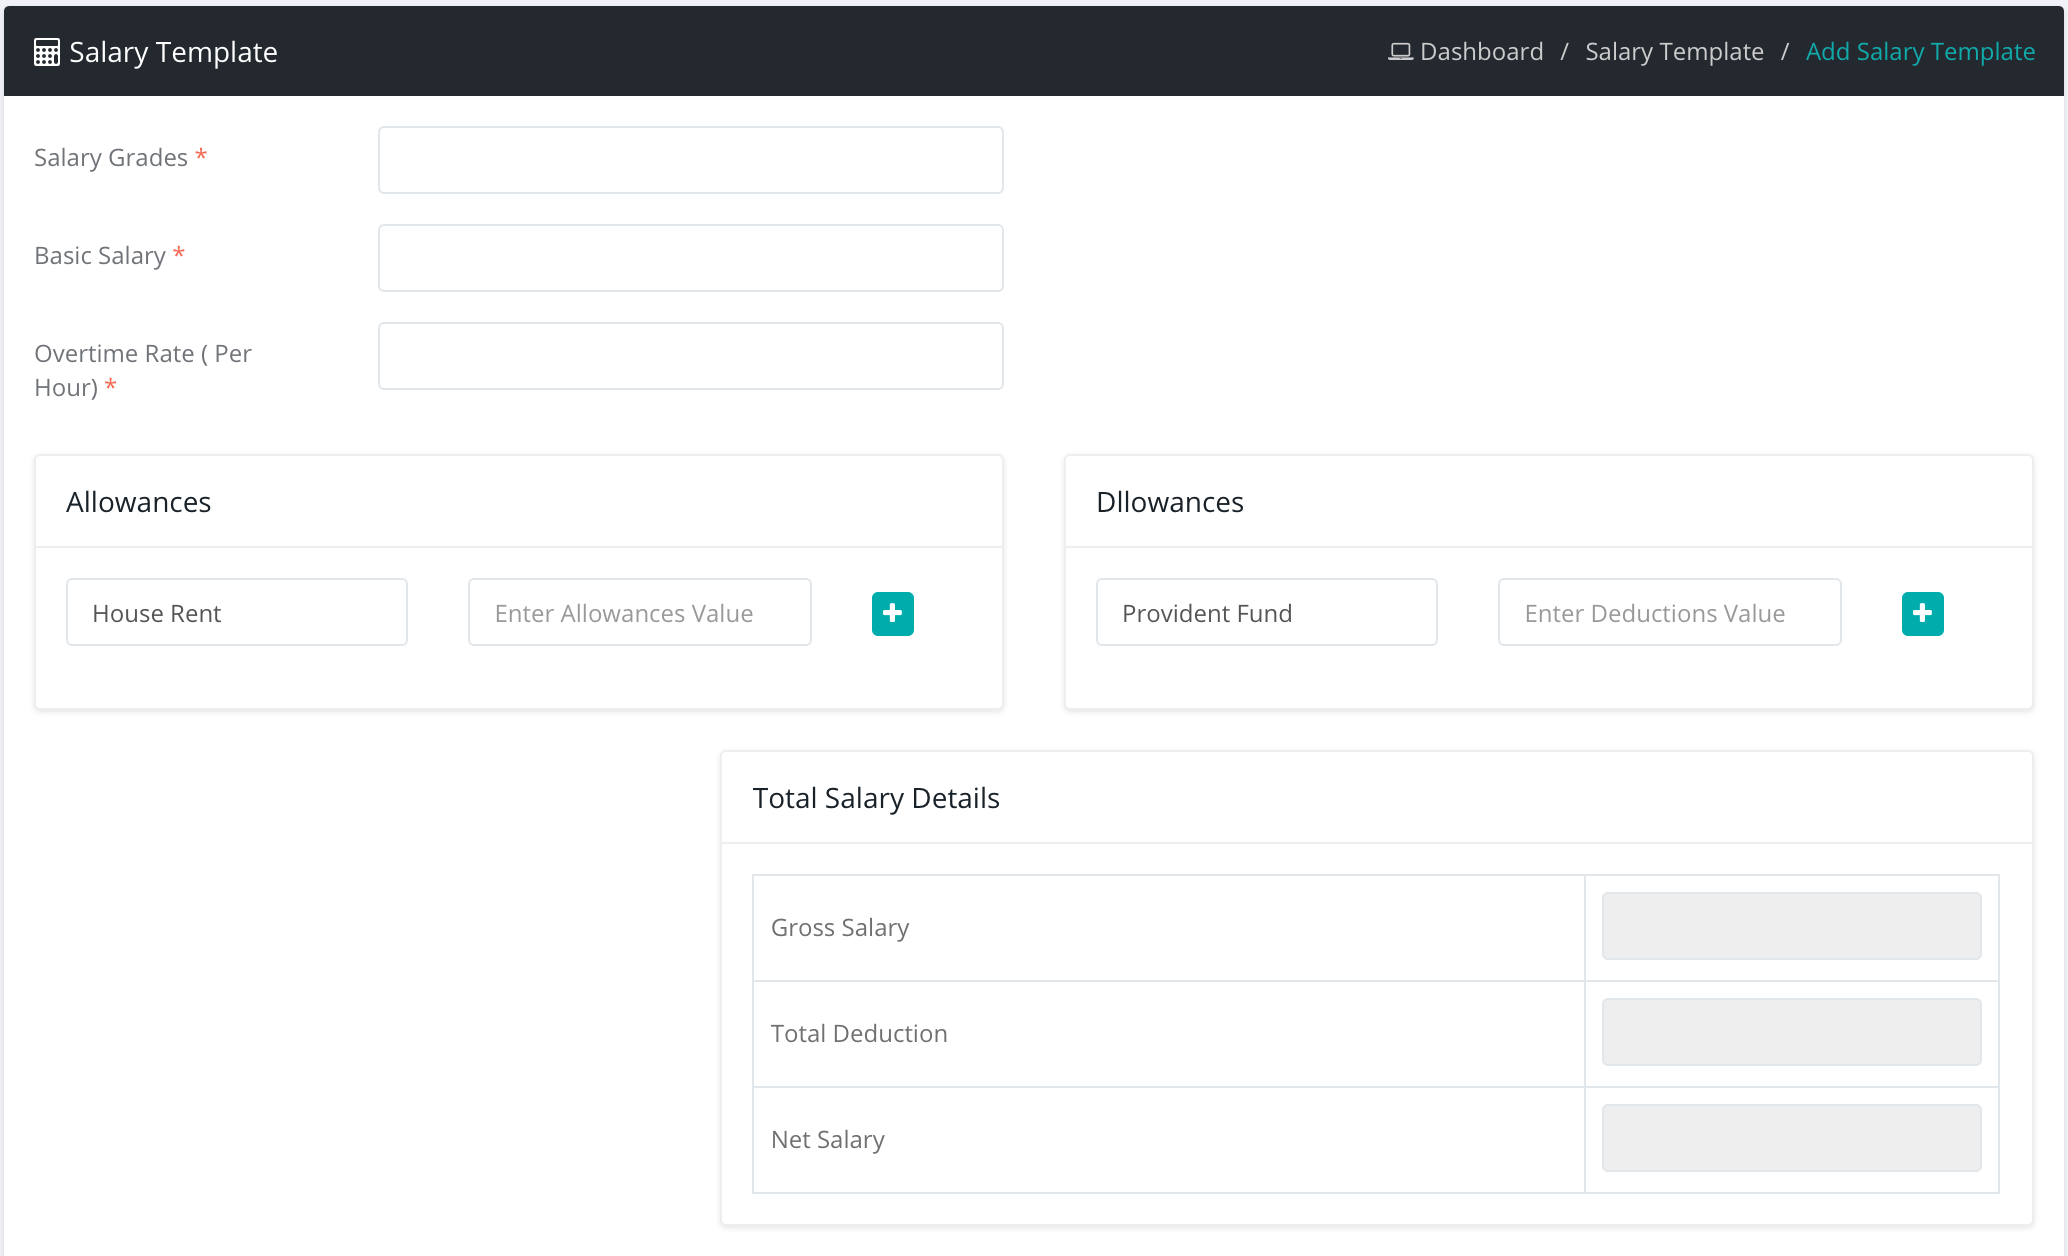 Salary Template
Dashboard / Salary Template / Add Salary Template
Salary Grades *
Basic Salary *
Overtime Rate ( Per
Hour) *
Allowances
House Rent
Enter Allowances Value
Dllowances
Provident Fund
Enter Deductions Value
Total Salary Details
Gross Salary
Total Deduction
Net Salary